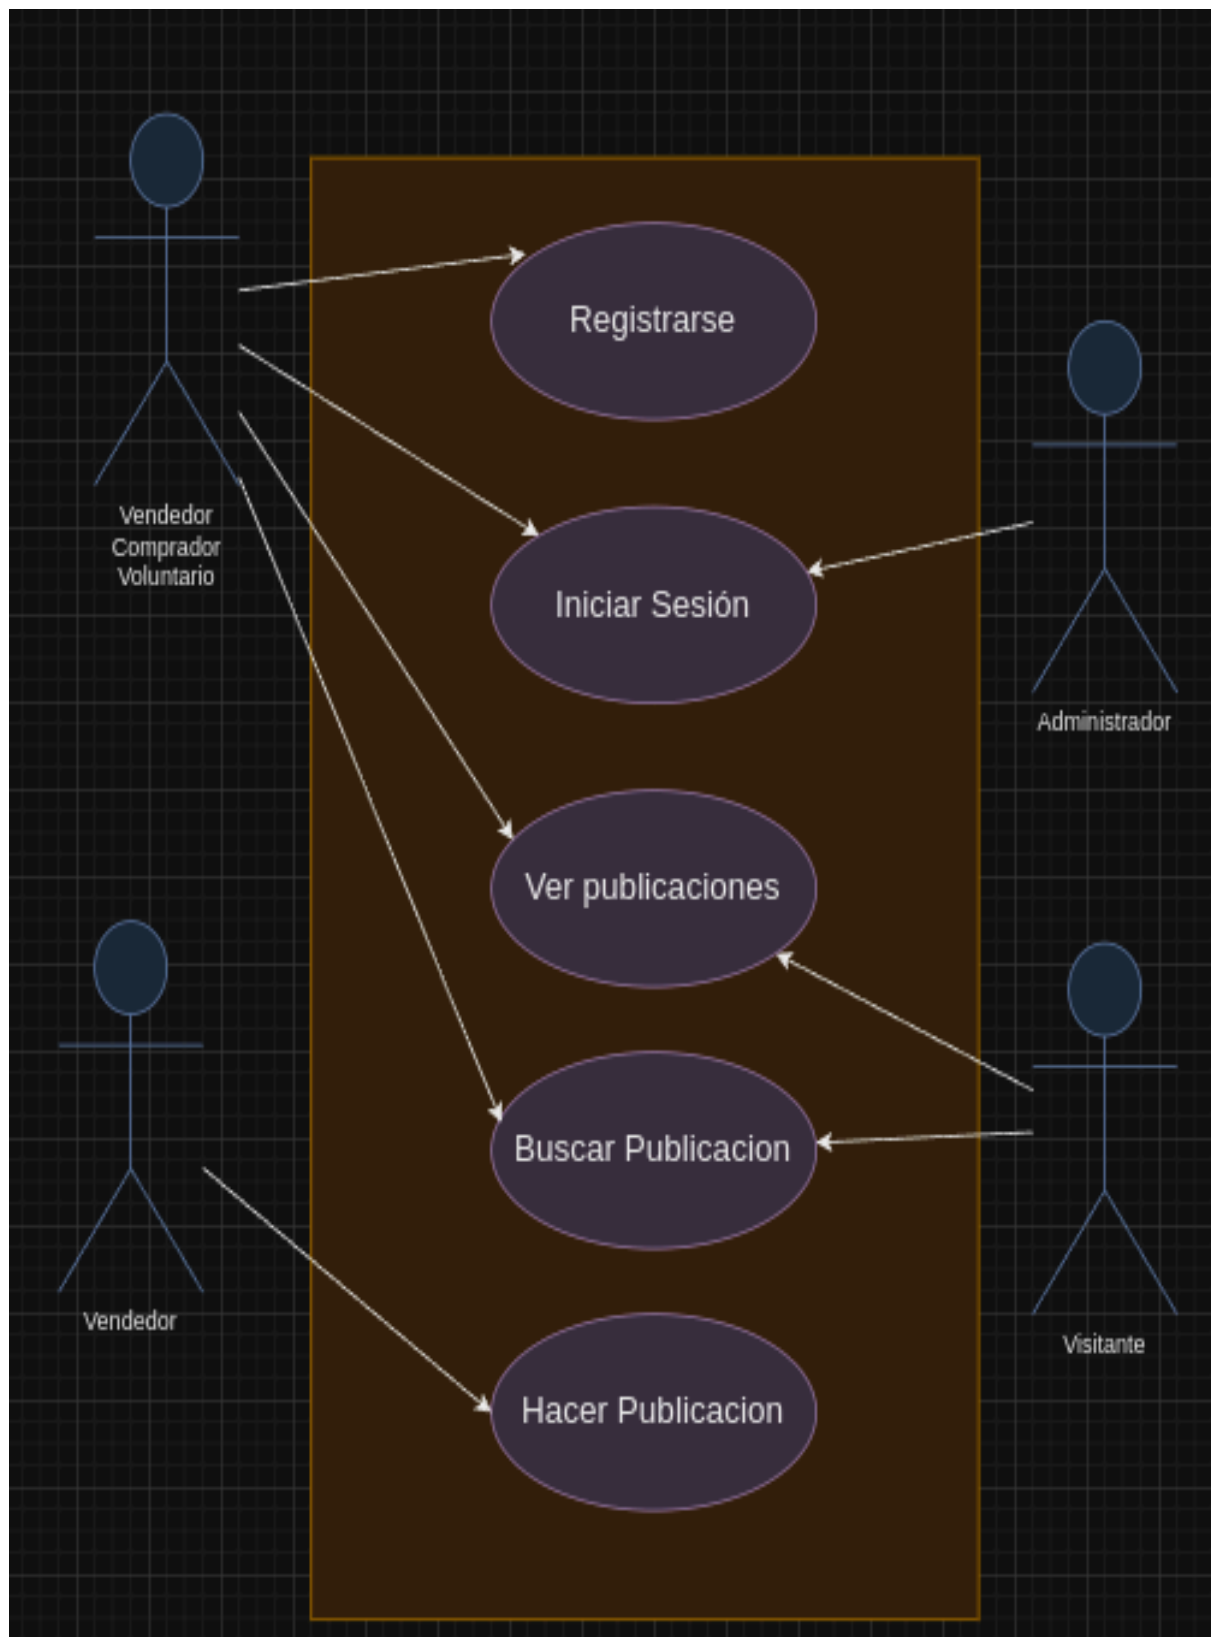 Registrarse
Vendedor
Comprador
Voluntario
Iniciar Sesión
Administrador
Ver publicaciones
Buscar Publicacion
Vendedor
Visitante
Hacer Publicacion